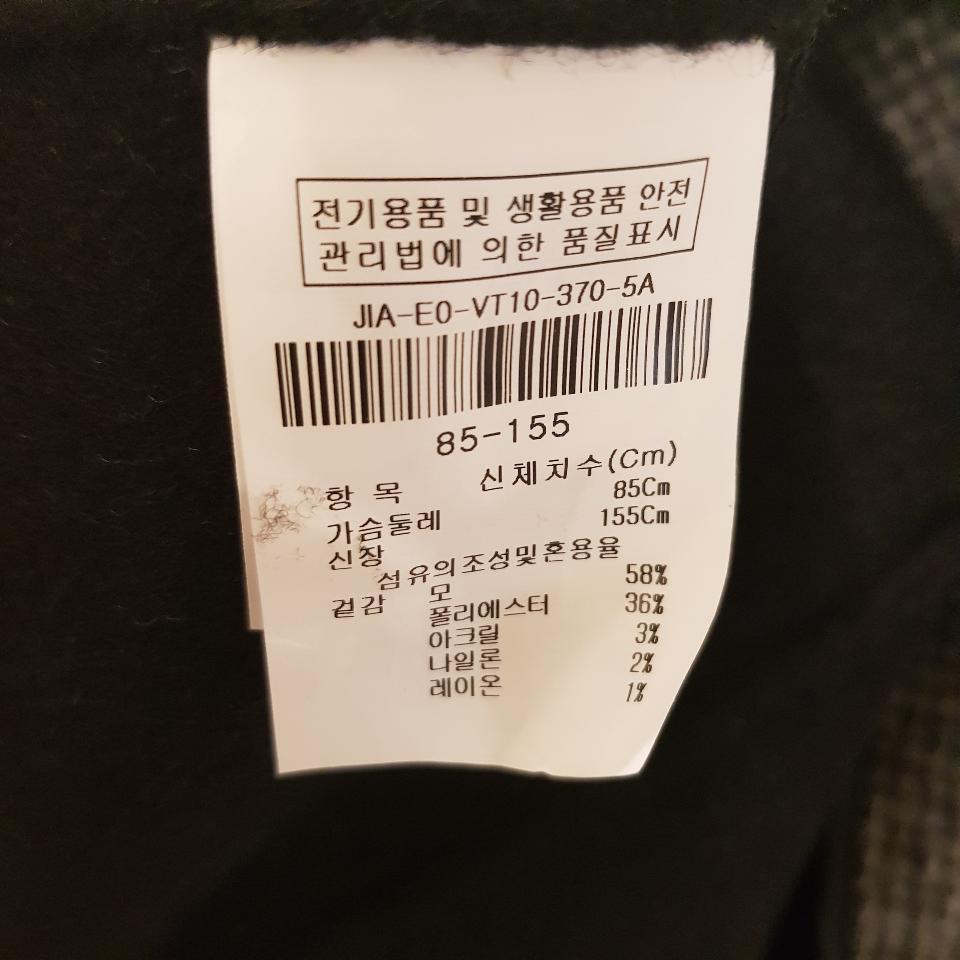 전기용품 및 생활용품 안전
관리법에 의한 품질표시
JIA-E0-VT10-370-5A
85-155
항 목 신체치수(Cm)
가슴둘레 85Cm
신장 155Cm
섬유의조성및혼용율
겉감 모 58%
폴리에스터 36%
아크릴 3%
나일론 2%
레이온 1%